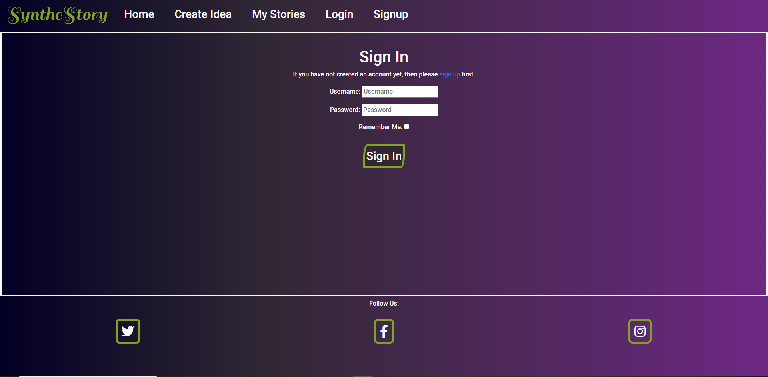 SyntheStory Home Create Idea My Stories Login Signup
Sign In
If you have not created an account yet, then please sign up first.
Username: Username
Password: Password
Remember Me:
Sign In
Follow Us: